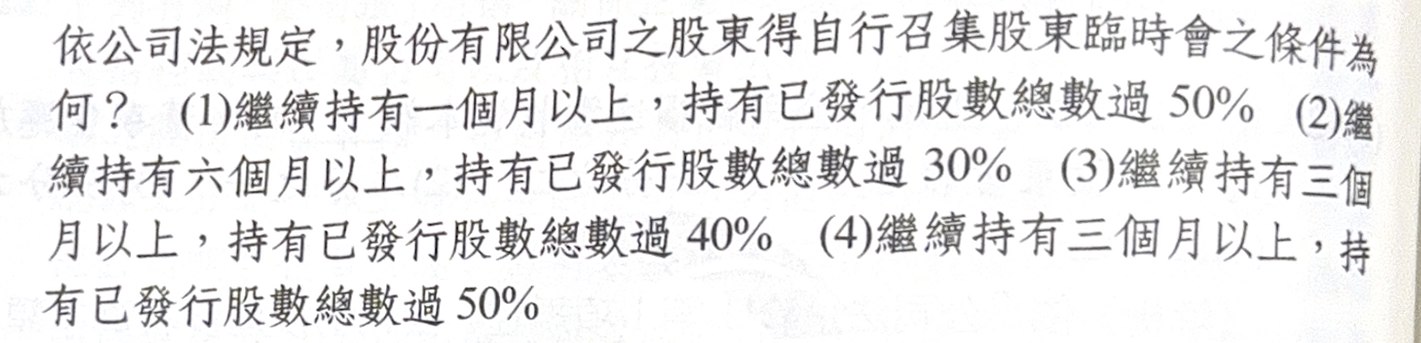 依公司法規定，股份有限公司之股東得自行召集股東臨時會之條件為
何？ (1)繼續持有一個月以上，持有已發行股數總數過 50% (2)繼
續持有六個月以上，持有已發行股數總數過 30% (3)繼續持有三個
月以上，持有已發行股數總數過 40% (4)繼續持有三個月以上，持
有已發行股數總數過 50%